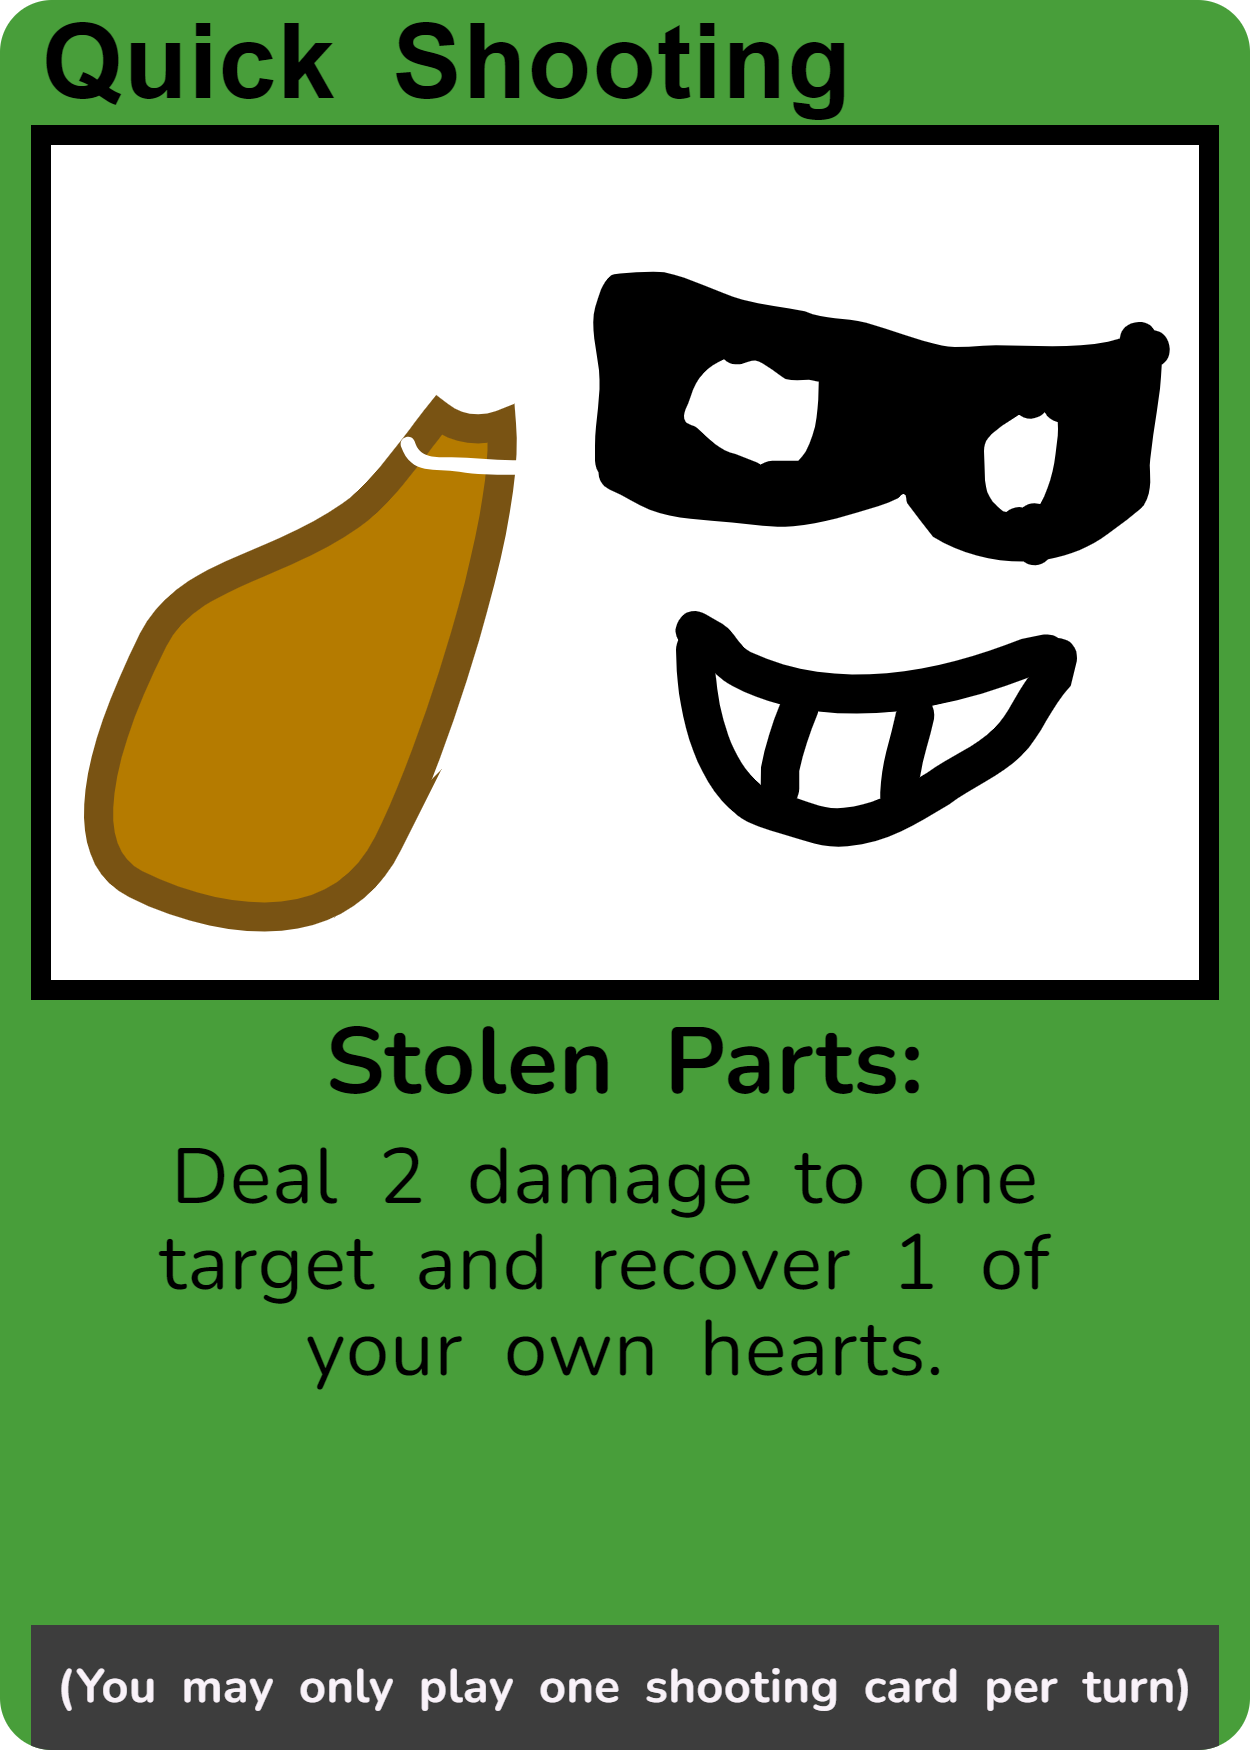 Quick Shooting
Stolen Parts:
Deal 2 damage to one
target and recover 1 of
your own hearts.
(You may only play one shooting card per turn)